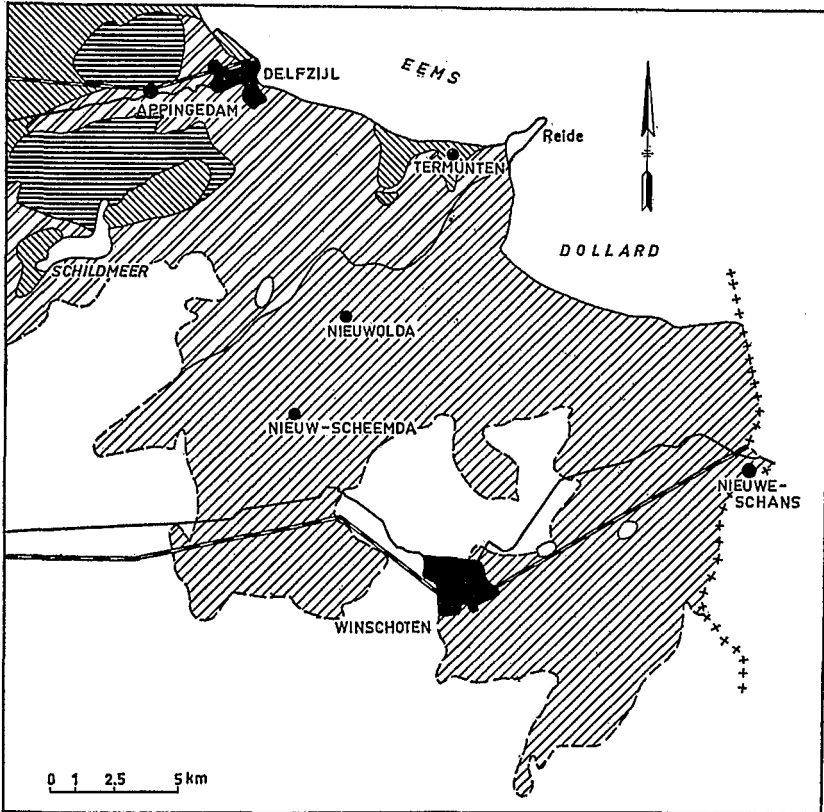 EEMS
DELFZIJL
APPINGEDAM
Reide
TERMUNTEN
DOLLARD
SCHILDMEER
NIEUWOLDA
NIEUW-SCHEEMDA
NIEUWE-
SCHANS
WINSCHOTEN
0 1 2.5 5 km